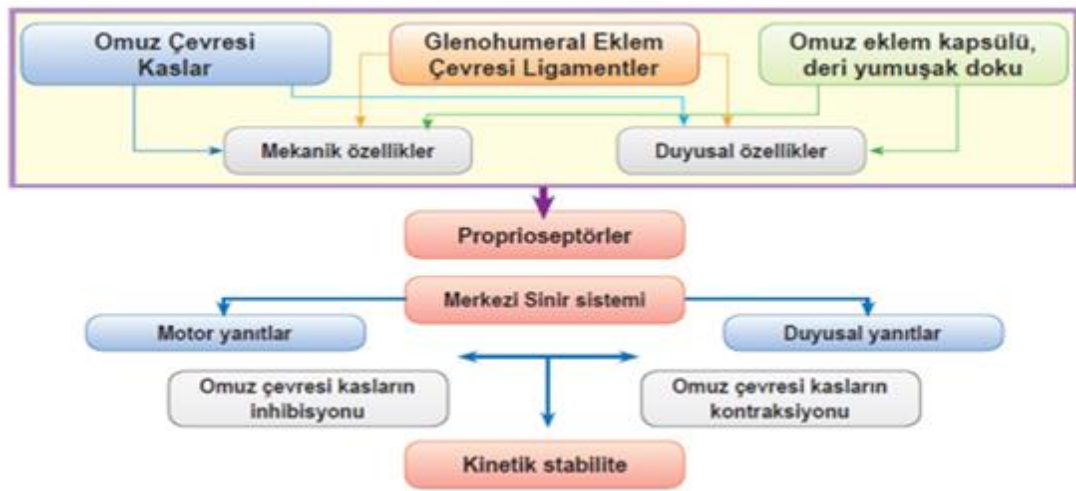 Omuz Çevresi
Kaslar
Glenohumeral Eklem
Çevresi Ligamentler
Omuz eklem kapsülü,
deri yumuşak doku
Mekanik özellikler
Duyusal özellikler
Proprioseptörler
Merkezi Sinir sistemi
Motor yanıtlar
Duyusal yanıtlar
Omuz çevresi kasların
inhibisyonu
Omuz çevresi kasların
kontraksiyonu
Kinetik stabilite